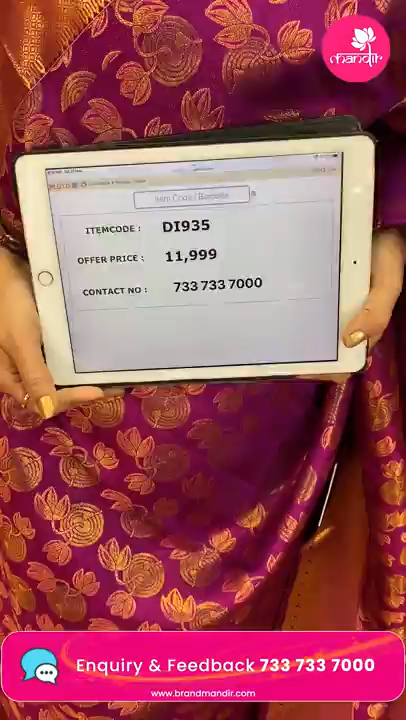 mandir
Item Code / Barcode
ITEMCODE : DI935
OFFER PRICE : 11,999
CONTACT NO : 733 733 7000
Enquiry & Feedback 733 733 7000
www.brandmandir.com